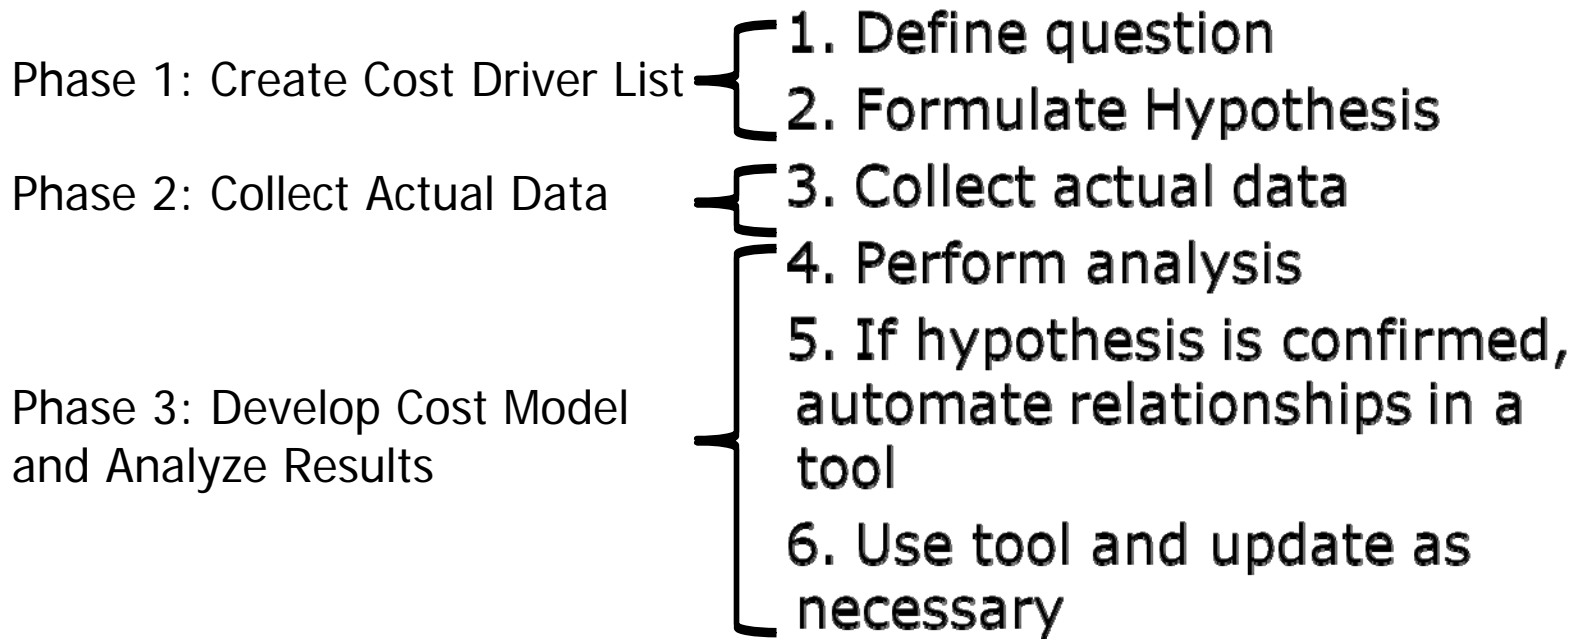 Phase 1: Create Cost Driver List
1. Define question
2. Formulate Hypothesis
Phase 2: Collect Actual Data
3. Collect actual data
Phase 3: Develop Cost Model
and Analyze Results
4. Perform analysis
5. If hypothesis is confirmed,
automate relationships in a
tool
6. Use tool and update as
necessary